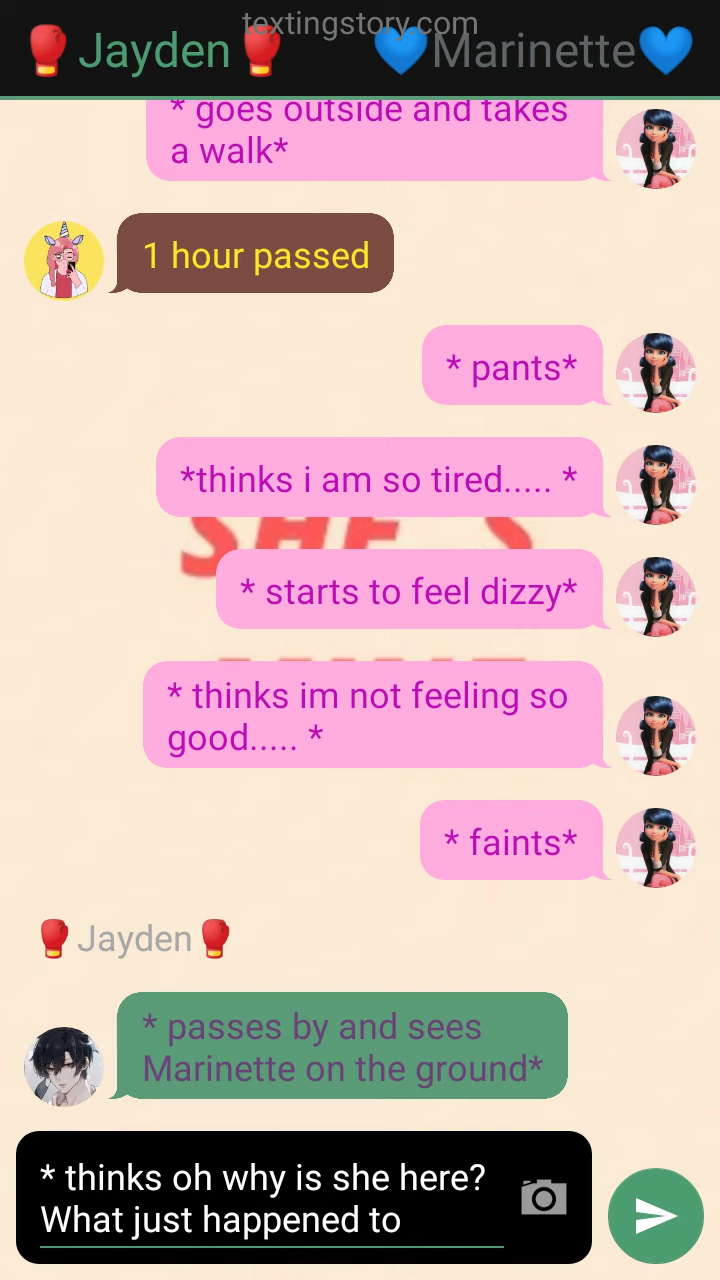 textingstory.com
🥊Jayden🥊 💙Marinette💙
* goes outside and takes
a walk*
1 hour passed
* pants*
*thinks i am so tired..... *
SHE'S
* starts to feel dizzy*
* thinks im not feeling so
good..... *
* faints*
🥊Jayden🥊
* passes by and sees
Marinette on the ground*
* thinks oh why is she here?
What just happened to